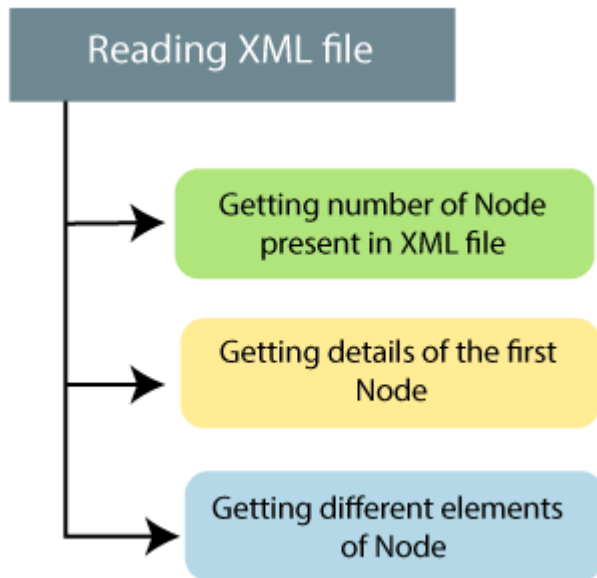 Reading XML file
Getting number of Node
present in XML file
Getting details of the first
Node
Getting different elements
of Node